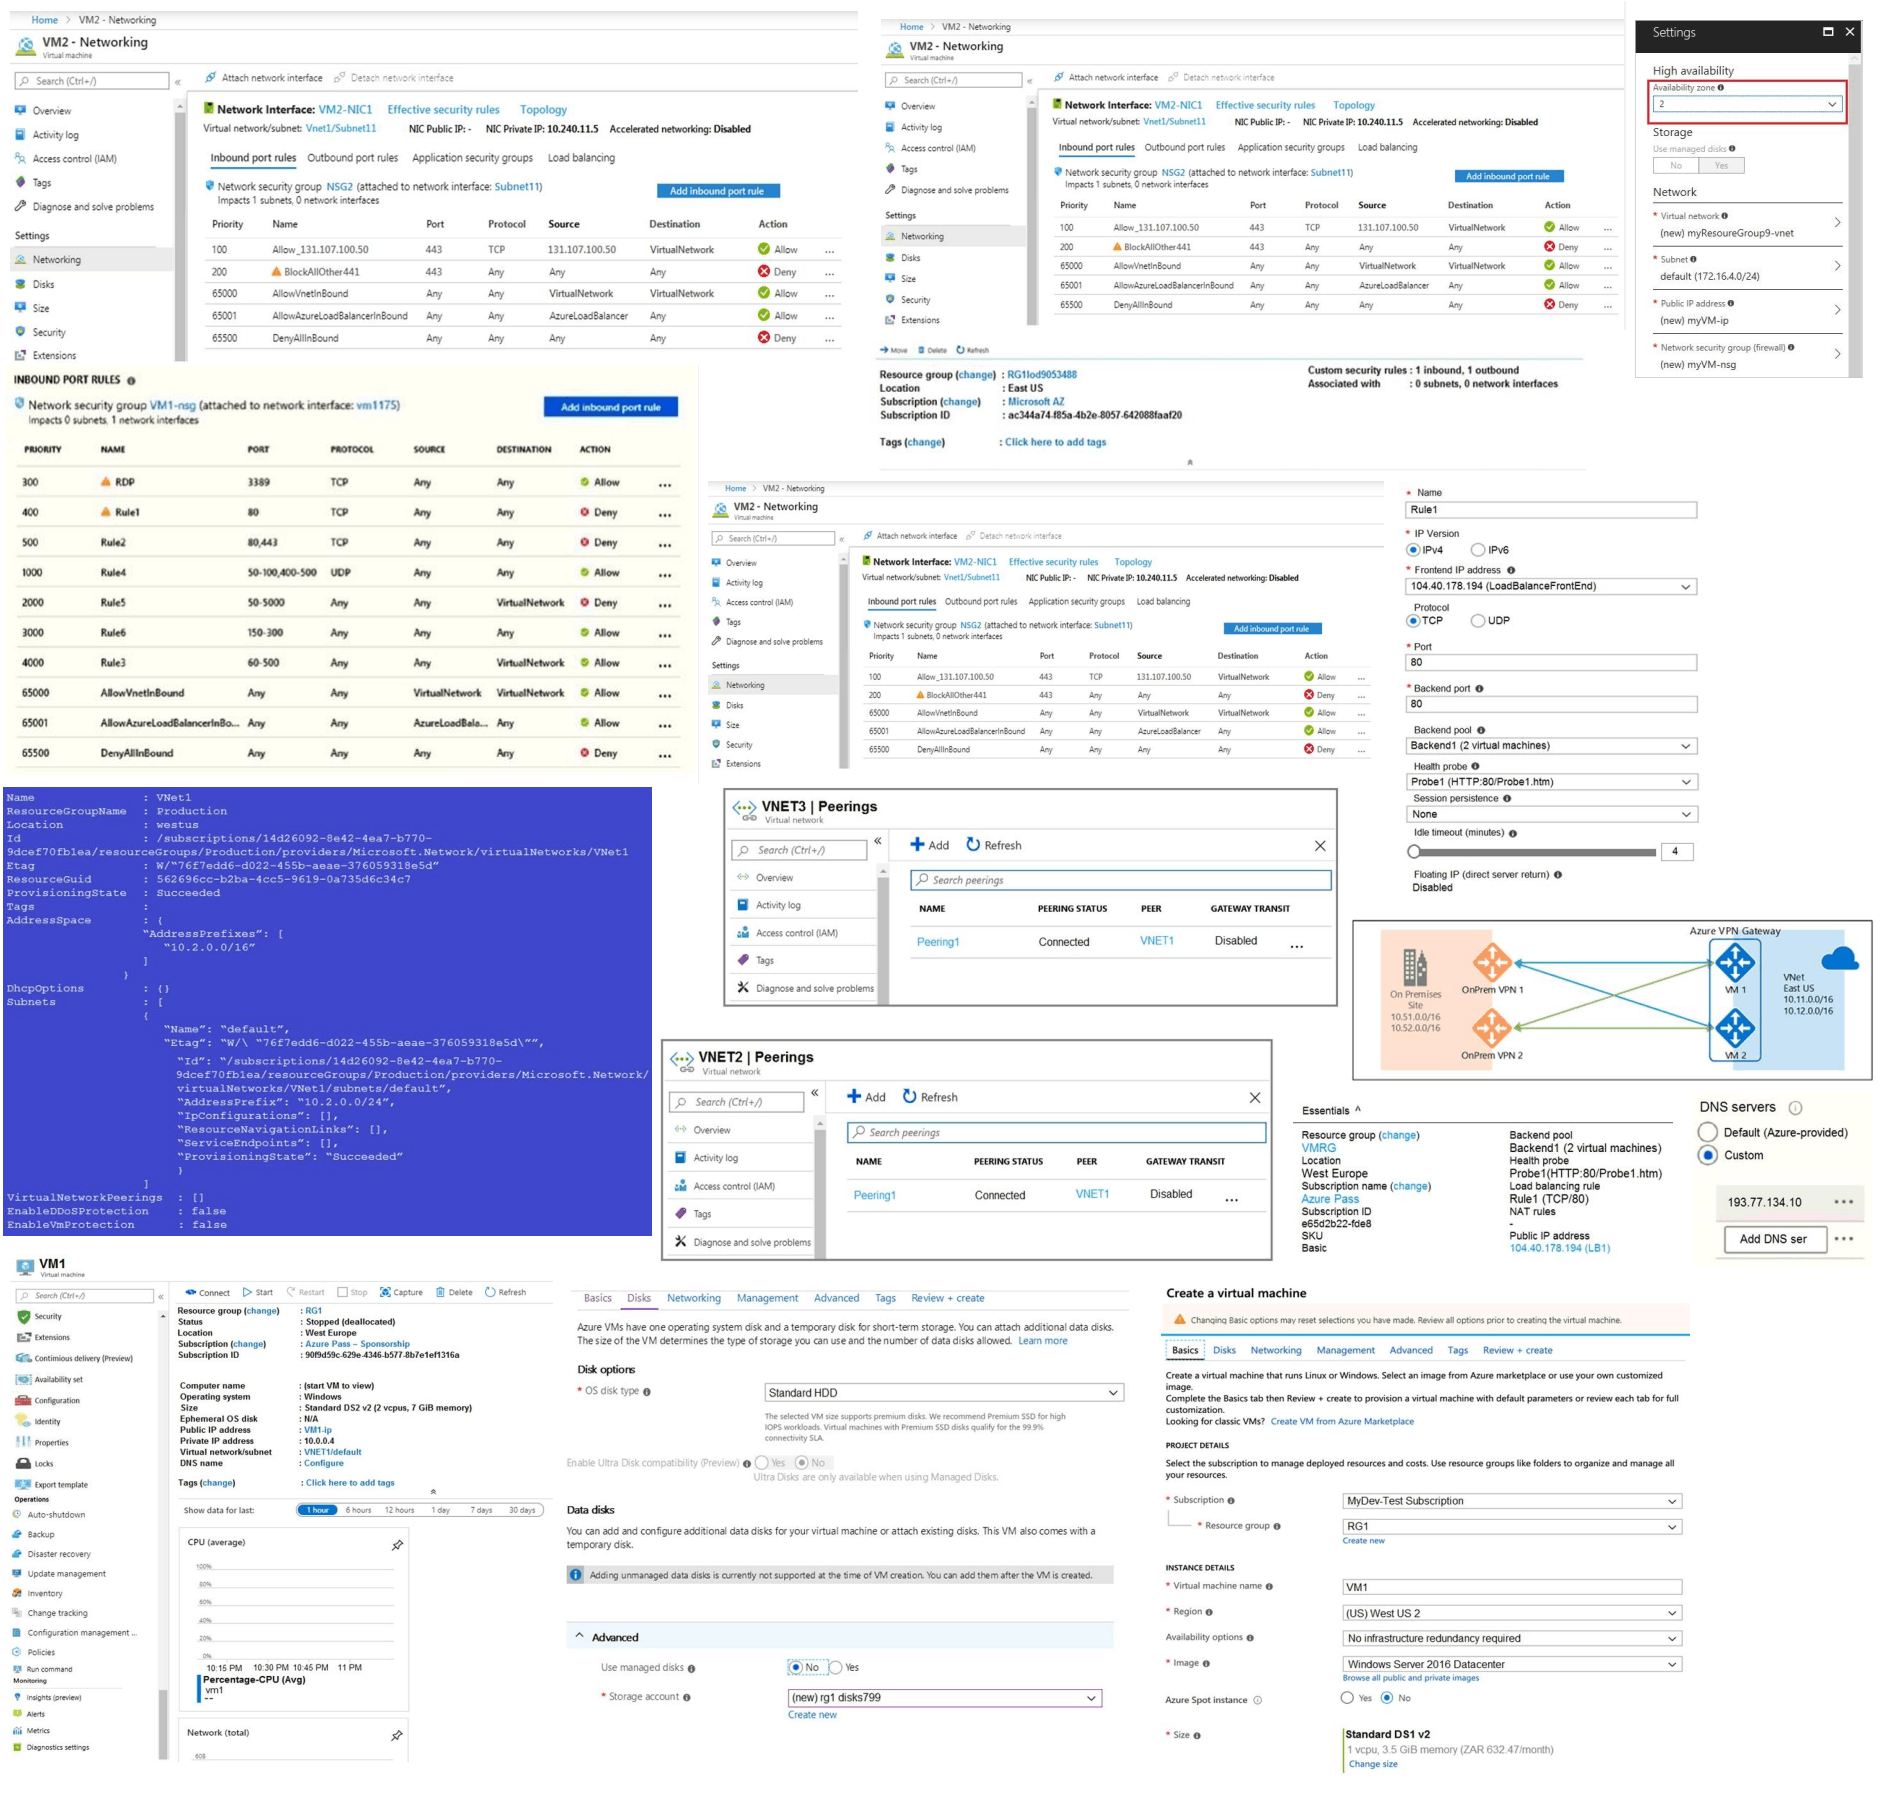 Home > VM2 - Networking
VM2 - Networking
Virtual machine
Search (Ctrl+/)
«
Attach network interface Detach network interface
Overview
Activity log
Access control (IAM)
Tags
Diagnose and solve problems
Settings
Networking
Disks
Size
Security
Extensions
Network Interface: VM2-NIC1 Effective security rules Topology
Virtual network/subnet: Vnet1/Subnet11 NIC Public IP: - NIC Private IP: 10.240.11.5 Accelerated networking: Disabled
Inbound port rules Outbound port rules Application security groups Load balancing
Network security group NSG2 (attached to network interface: Subnet11)
Impacts 1 subnets, 0 network interfaces
Add inbound port rule
Priority Name Port Protocol Source Destination Action
100 Allow_131.107.100.50 443 TCP 131.107.100.50 VirtualNetwork Allow ...
200 BlockAllOther441 443 Any Any Any Deny ...
65000 AllowVnetInBound Any Any VirtualNetwork VirtualNetwork Allow ...
65001 AllowAzureLoadBalancerInBound Any Any AzureLoadBalancer Any Allow ...
65500 DenyAllInBound Any Any Any Any Deny ...
Home > VM2 - Networking
VM2 - Networking
Virtual machine
Search (Ctrl+/)
«
Attach network interface Detach network interface
Overview
Activity log
Access control (IAM)
Tags
Diagnose and solve problems
Settings
Networking
Disks
Size
Security
Extensions
Network Interface: VM2-NIC1 Effective security rules Topology
Virtual network/subnet: Vnet1/Subnet11 NIC Public IP: - NIC Private IP: 10.240.11.5 Accelerated networking: Disabled
Inbound port rules Outbound port rules Application security groups Load balancing
Network security group NSG2 (attached to network interface: Subnet11)
Impacts 1 subnets, 0 network interfaces
Add inbound port rule
Priority Name Port Protocol Source Destination Action
100 Allow_131.107.100.50 443 TCP 131.107.100.50 VirtualNetwork Allow ...
200 BlockAllOther441 443 Any Any Any Deny ...
65000 AllowVnetInBound Any Any VirtualNetwork VirtualNetwork Allow ...
65001 AllowAzureLoadBalancerInBound Any Any AzureLoadBalancer Any Allow ...
65500 DenyAllInBound Any Any Any Any Deny ...
Settings
High availability
Availability zone
2
Storage
Use managed disks
No Yes
Network
* Virtual network
(new) myResoureGroup9-vnet
* Subnet
default (172.16.4.0/24)
* Public IP address
(new) myVM-ip
* Network security group (firewall)
(new) myVM-nsg
Move Delete Refresh
Resource group (change) : RG1lod9053488
Location : East US
Subscription (change) : Microsoft AZ
Subscription ID : ac344a74-f85a-4b2e-8057-642088faaf20
Tags (change) : Click here to add tags
Custom security rules : 1 inbound, 1 outbound
Associated with : 0 subnets, 0 network interfaces
INBOUND PORT RULES
Network security group VM1-nsg (attached to network interface: vm1175)
Impacts 0 subnets, 1 network interfaces
Add inbound port rule
PRIORITY NAME PORT PROTOCOL SOURCE DESTINATION ACTION
300 RDP 3389 TCP Any Any Allow ...
400 Rule1 80 TCP Any Any Deny ...
500 Rule2 80,443 TCP Any Any Deny ...
1000 Rule4 50-100,400-500 UDP Any Any Allow ...
2000 Rule5 50-5000 Any Any VirtualNetwork Deny ...
3000 Rule6 150-300 Any Any Any Allow ...
4000 Rule3 60-500 Any Any VirtualNetwork Allow ...
65000 AllowVnetInBound Any Any VirtualNetwork VirtualNetwork Allow ...
65001 AllowAzureLoadBalancerInBo... Any Any AzureLoadBala... Any Allow ...
65500 DenyAllInBound Any Any Any Any Deny ...
Home > VM2 - Networking
VM2 - Networking
Virtual machine
Search (Ctrl+/)
«
Attach network interface Detach network interface
Overview
Activity log
Access control (IAM)
Tags
Diagnose and solve problems
Settings
Networking
Disks
Size
Security
Extensions
Network Interface: VM2-NIC1 Effective security rules Topology
Virtual network/subnet: Vnet1/Subnet11 NIC Public IP: - NIC Private IP: 10.240.11.5 Accelerated networking: Disabled
Inbound port rules Outbound port rules Application security groups Load balancing
Network security group NSG2 (attached to network interface: Subnet11)
Impacts 1 subnets, 0 network interfaces
Add inbound port rule
Priority Name Port Protocol Source Destination Action
100 Allow_131.107.100.50 443 TCP 131.107.100.50 VirtualNetwork Allow ...
200 BlockAllOther441 443 Any Any Any Deny ...
65000 AllowVnetInBound Any Any VirtualNetwork VirtualNetwork Allow ...
65001 AllowAzureLoadBalancerInBound Any Any AzureLoadBalancer Any Allow ...
65500 DenyAllInBound Any Any Any Any Deny ...
* Name
Rule1
* IP Version
IPv4 IPv6
* Frontend IP address
104.40.178.194 (LoadBalanceFrontEnd)
Protocol
TCP UDP
* Port
80
* Backend port
80
Backend pool
Backend1 (2 virtual machines)
Health probe
Probe1 (HTTP:80/Probe1.htm)
Session persistence
None
Idle timeout (minutes)
4
Floating IP (direct server return)
Disabled
Name : VNet1
ResourceGroupName : Production
Location : westus
Id : /subscriptions/14d26092-8e42-4ea7-b770-
9dcef70fb1ea/resourceGroups/Production/providers/Microsoft.Network/virtualNetworks/VNet1
Etag : W/“76f7edd6-d022-455b-aeae-376059318e5d”
ResourceGuid : 562696cc-b2ba-4cc5-9619-0a735d6c34c7
ProvisioningState : Succeeded
Tags :
AddressSpace : {
“AddressPrefixes”: [
“10.2.0.0/16”
]
}
DhcpOptions : {}
Subnets : [
{
“Name”: “default”,
“Etag”: “W/\ “76f7edd6-d022-455b-aeae-376059318e5d\””,
“Id”: “/subscriptions/14d26092-8e42-4ea7-b770-
9dcef70fb1ea/resourceGroups/Production/providers/Microsoft.Network/
virtualNetworks/VNet1/subnets/default”,
“AddressPrefix”: “10.2.0.0/24”,
“IpConfigurations”: [],
“ResourceNavigationLinks”: [],
“ServiceEndpoints”: [],
“ProvisioningState”: “Succeeded”
}
]
VirtualNetworkPeerings : []
EnableDDoSProtection : false
EnableVmProtection : false
VNET3 | Peerings
Virtual network
Search (Ctrl+/)
«
Add Refresh
Overview
Activity log
Access control (IAM)
Tags
Diagnose and solve problems
Search peerings
NAME PEERING STATUS PEER GATEWAY TRANSIT
Peering1 Connected VNET1 Disabled ...
VNET2 | Peerings
Virtual network
Search (Ctrl+/)
«
Add Refresh
Overview
Activity log
Access control (IAM)
Tags
Diagnose and solve problems
Search peerings
NAME PEERING STATUS PEER GATEWAY TRANSIT
Peering1 Connected VNET1 Disabled ...
Azure VPN Gateway
On Premises
Site
10.51.0.0/16
10.52.0.0/16
OnPrem VPN 1
OnPrem VPN 2
VM 1
VM 2
VNet
East US
10.11.0.0/16
10.12.0.0/16
Essentials ^
Resource group (change)
VMRG
Location
West Europe
Subscription name (change)
Azure Pass
Subscription ID
e65d2b22-fde8
SKU
Basic
Backend pool
Backend1 (2 virtual machines)
Health probe
Probe1(HTTP:80/Probe1.htm)
Load balancing rule
Rule1 (TCP/80)
NAT rules
-
Public IP address
104.40.178.194 (LB1)
DNS servers
Default (Azure-provided)
Custom
193.77.134.10 ...
Add DNS ser ...
VM1
Virtual machine
Search (Ctrl+/)
«
Security
Extensions
Contimious delivery (Preview)
Availability set
Configuration
Identity
Properties
Locks
Export template
Operations
Auto-shutdown
Backup
Disaster recovery
Update management
Inventory
Change tracking
Configuration management ...
Policies
Run command
Monitoring
Insights (preview)
Alerts
Metrics
Diagnostics settings
Connect Start Restart Stop Capture Delete Refresh
Resource group (change) : RG1
Status : Stopped (deallocated)
Location : West Europe
Subscription (change) : Azure Pass – Sponsorship
Subscription ID : 90f9d59c-629e-4346-b577-8b7e1ef1316a
Computer name : (start VM to view)
Operating system : Windows
Size : Standard DS2 v2 (2 vcpus, 7 GiB memory)
Ephemeral OS disk : N/A
Public IP address : VM1-ip
Private IP address : 10.0.0.4
Virtual network/subnet : VNET1/default
DNS name : Configure
Tags (change) : Click here to add tags
Show data for last: 1 hour 6 hours 12 hours 1 day 7 days 30 days
CPU (average)
100%
80%
60%
40%
20%
0%
10:15 PM 10:30 PM 10:45 PM 11 PM
Percentage-CPU (Avg)
vm1
--
Network (total)
60B
Basics Disks Networking Management Advanced Tags Review + create
Azure VMs have one operating system disk and a temporary disk for short-term storage. You can attach additional data disks.
The size of the VM determines the type of storage you can use and the number of data disks allowed. Learn more
Disk options
* OS disk type
Standard HDD
The selected VM size supports premium disks. We recommend Premium SSD for high
IOPS workloads. Virtual machines with Premium SSD disks qualify for the 99.9%
connectivity SLA.
Enable Ultra Disk compatibility (Preview) Yes No
Ultra Disks are only available when using Managed Disks.
Data disks
You can add and configure additional data disks for your virtual machine or attach existing disks. This VM also comes with a
temporary disk.
Adding unmanaged data disks is currently not supported at the time of VM creation. You can add them after the VM is created.
Advanced
Use managed disks No Yes
* Storage account
(new) rg1 disks799
Create new
Create a virtual machine
Changing Basic options may reset selections you have made. Review all options prior to creating the virtual machine.
Basics Disks Networking Management Advanced Tags Review + create
Create a virtual machine that runs Linux or Windows. Select an image from Azure marketplace or use your own customized
image.
Complete the Basics tab then Review + create to provision a virtual machine with default parameters or review each tab for full
customization.
Looking for classic VMs? Create VM from Azure Marketplace
PROJECT DETAILS
Select the subscription to manage deployed resources and costs. Use resource groups like folders to organize and manage all
your resources.
* Subscription
MyDev-Test Subscription
* Resource group
RG1
Create new
INSTANCE DETAILS
* Virtual machine name
VM1
* Region
(US) West US 2
Availability options
No infrastructure redundancy required
* Image
Windows Server 2016 Datacenter
Browse all public and private images
Azure Spot instance Yes No
* Size
Standard DS1 v2
1 vcpu, 3.5 GiB memory (ZAR 632.47/month)
Change size